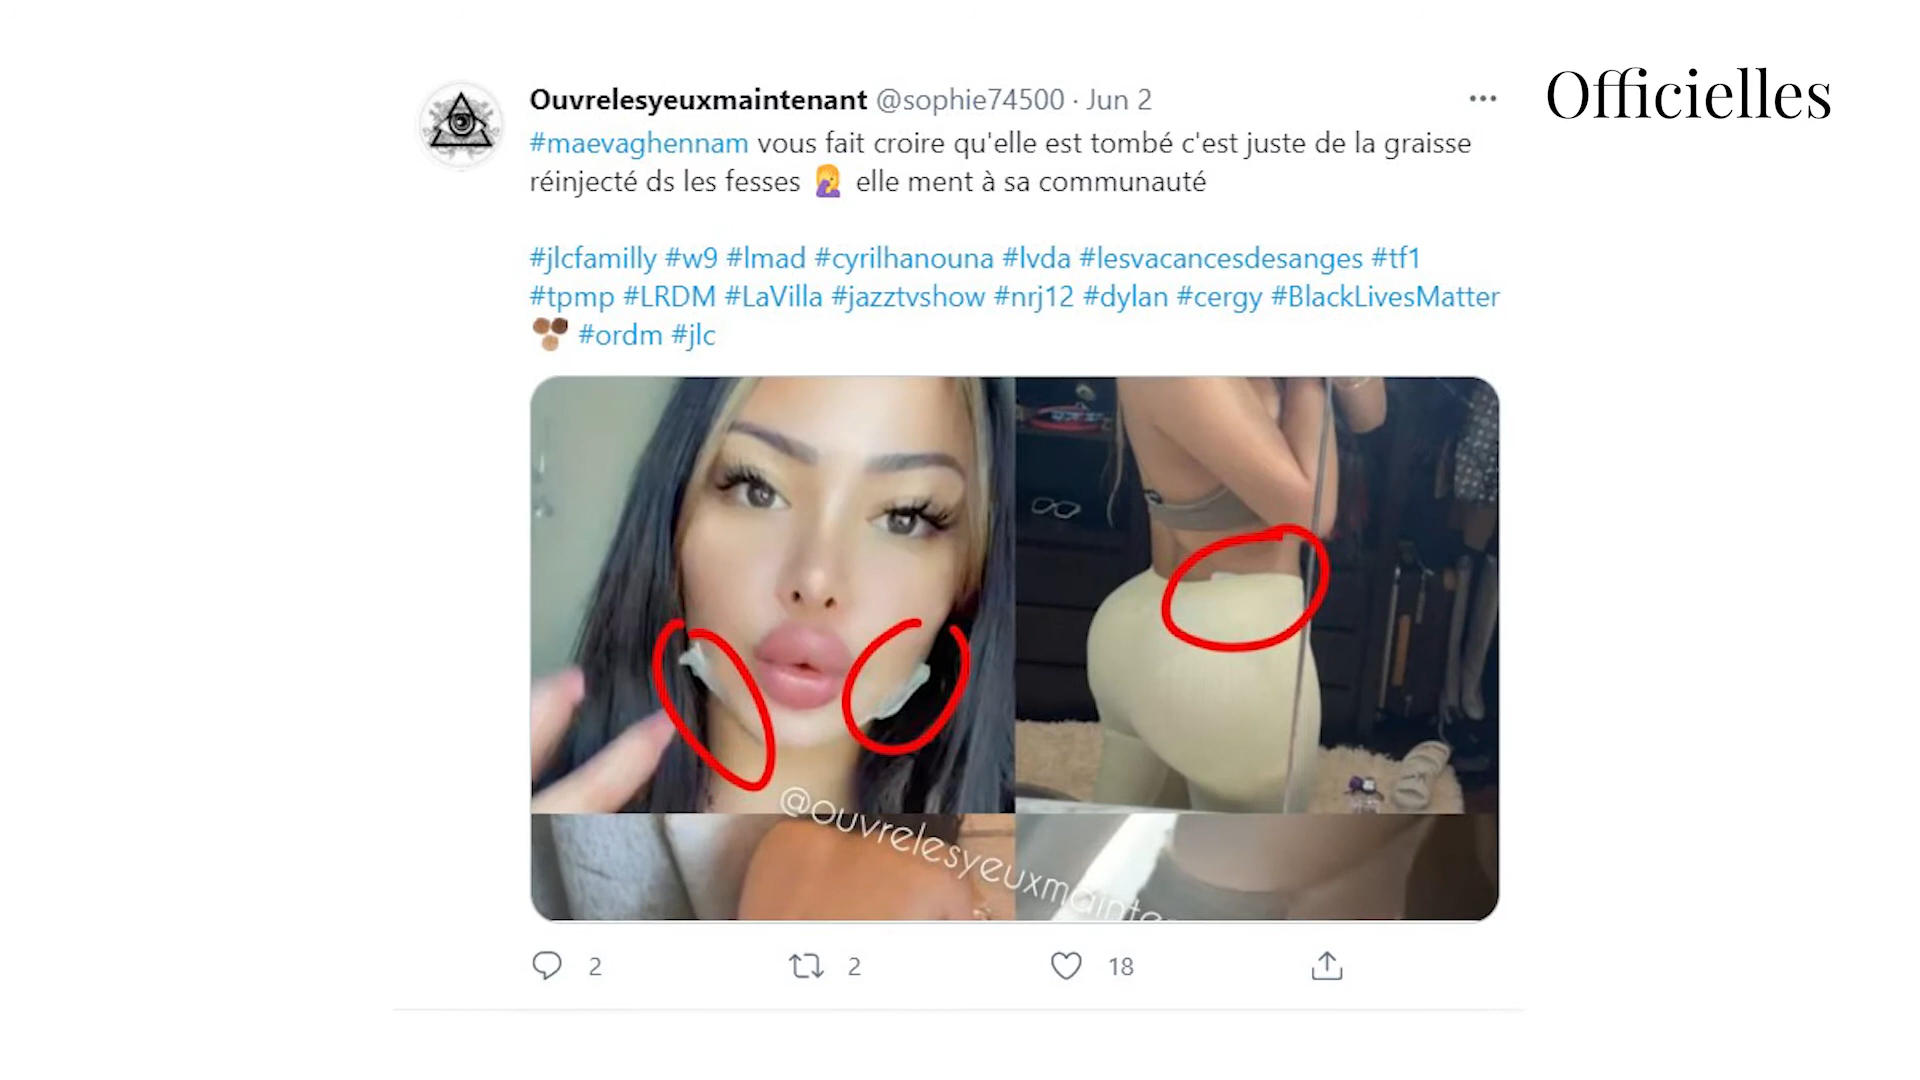 Officielles
Ouvrelesyeuxmaintenant @sophie74500 · Jun 2
#maevaghennam vous fait croire qu'elle est tombé c'est juste de la graisse
réinjecté ds les fesses 🤦‍♀️ elle ment à sa communauté
#jlcfamilly #w9 #lmad #cyrilhanouna #lvda #lesvacancesdesanges #tf1
#tpmp #LRDM #LaVilla #jazztvshow #nrj12 #dylan #cergy #BlackLivesMatter
#ordm #jlc
@ouvrelesyeuxmainte
2 2 18